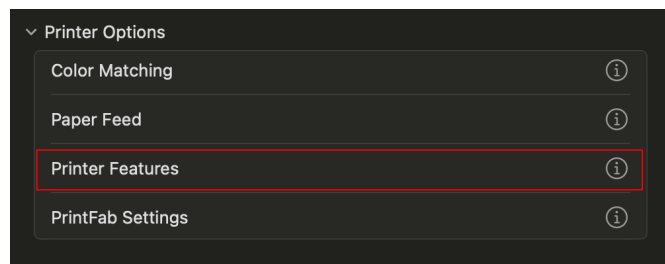 Printer Options
Color Matching
Paper Feed
Printer Features
PrintFab Settings